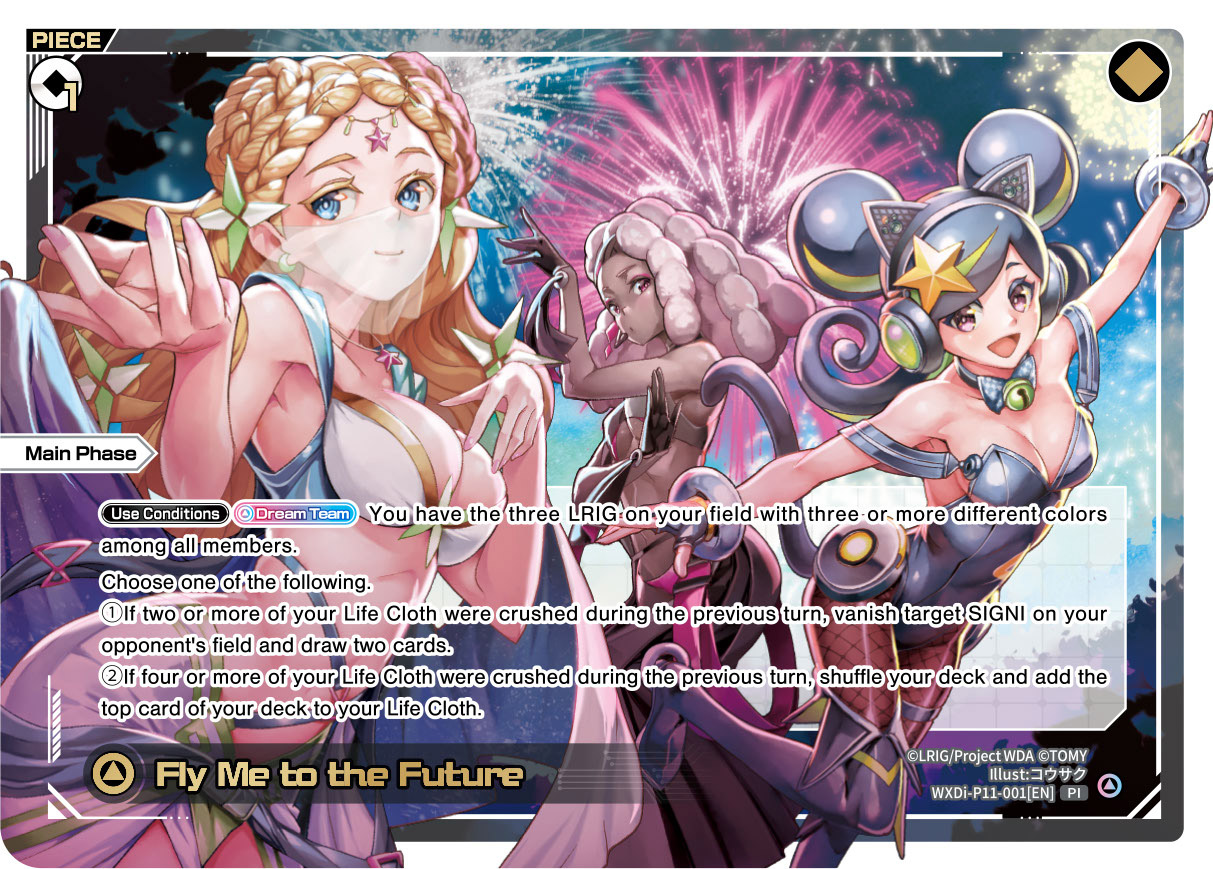 PIECE
1
Main Phase
Use Conditions Dream Team You have the three LRIG on your field with three or more different colors
among all members.
Choose one of the following.
①If two or more of your Life Cloth were crushed during the previous turn, vanish target SIGNI on your
opponent's field and draw two cards.
②If four or more of your Life Cloth were crushed during the previous turn, shuffle your deck and add the
top card of your deck to your Life Cloth.
Fly Me to the Future
©LRIG/Project WDA ©TOMY
Illust:コウサク
WXDi-P11-001[EN] PI